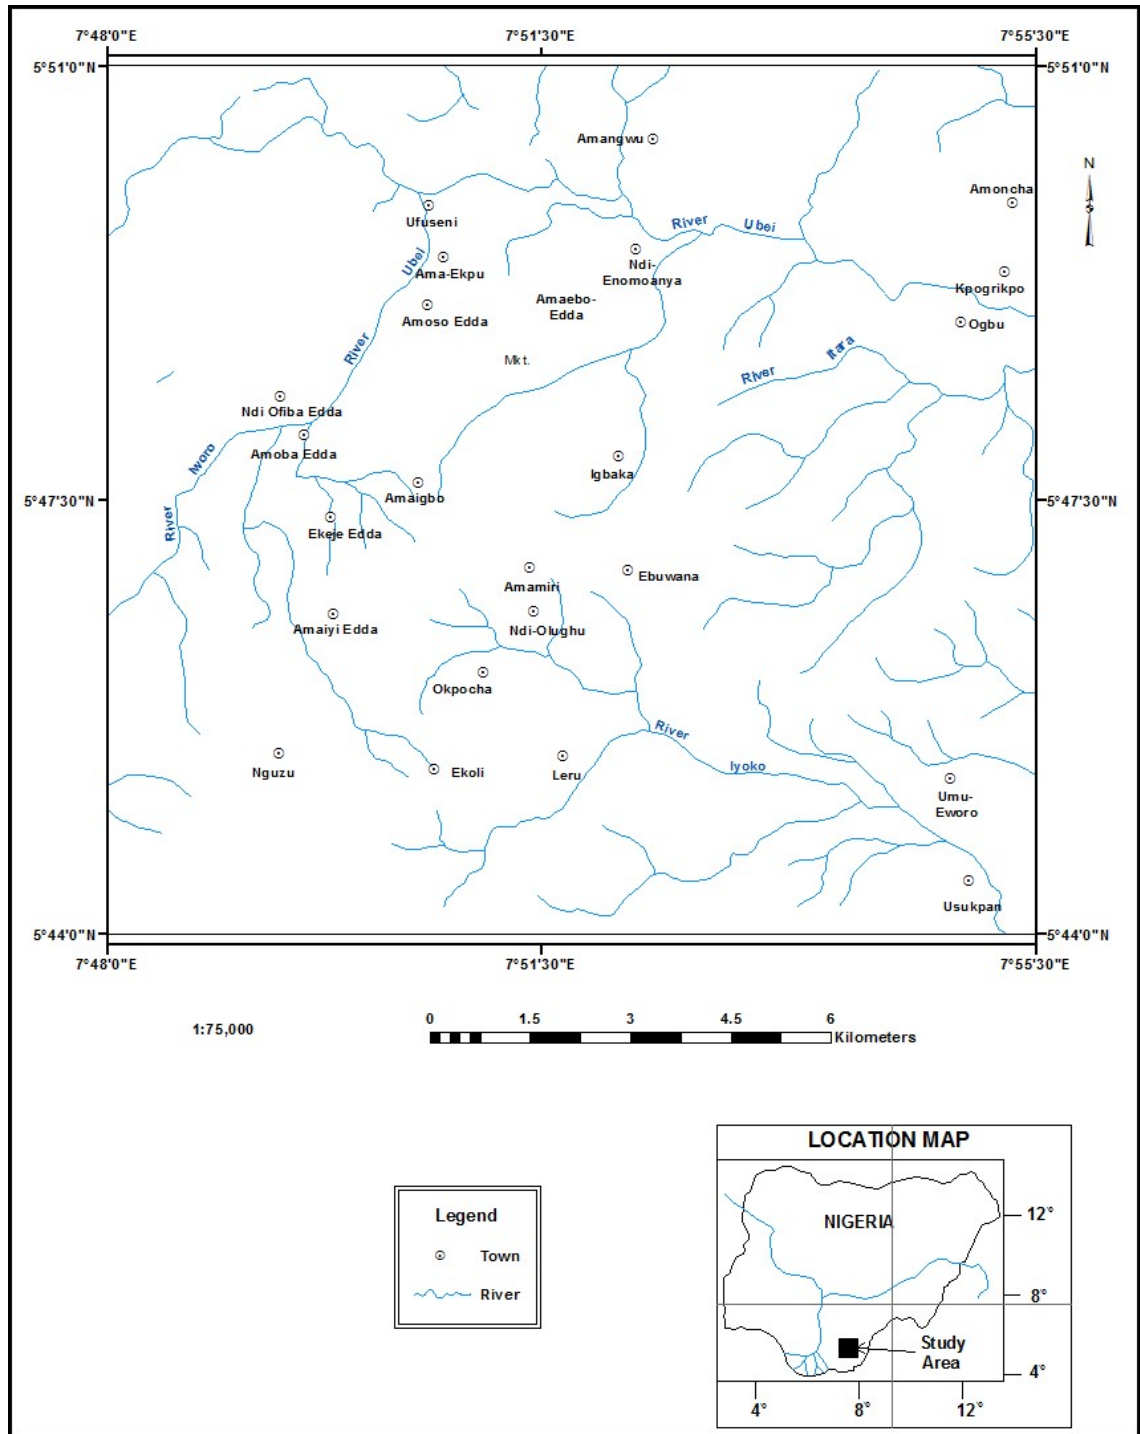 7°48'0"E
7°51'30"E
7°55'30"E
5°51'0"N
5°51'0"N
Amangwu
N
Amoncha
Ufuseni
River Ubei
Ubei
Ama-Ekpu
Ndi-
Enomoanya
Kpogrikpo
Amaebo-
Edda
Amoso Edda
Ogbu
River
Mkt.
River Itara
Ndi Ofiba Edda
Amoba Edda
Iworo
Igbaka
Amaigbo
5°47'30"N
5°47'30"N
River
Ekeje Edda
Amamiri
Ebuwana
Amaiyi Edda
Ndi-Olughu
Okpocha
River
Iyoko
Nguzu
Ekoli
Leru
Umu-
Eworo
Usukpan
5°44'0"N
5°44'0"N
7°48'0"E
7°51'30"E
7°55'30"E
1:75,000
0 1.5 3 4.5 6
Kilometers
LOCATION MAP
NIGERIA
12°
8°
Study
Area
4°
4° 8° 12°
Legend
Town
River